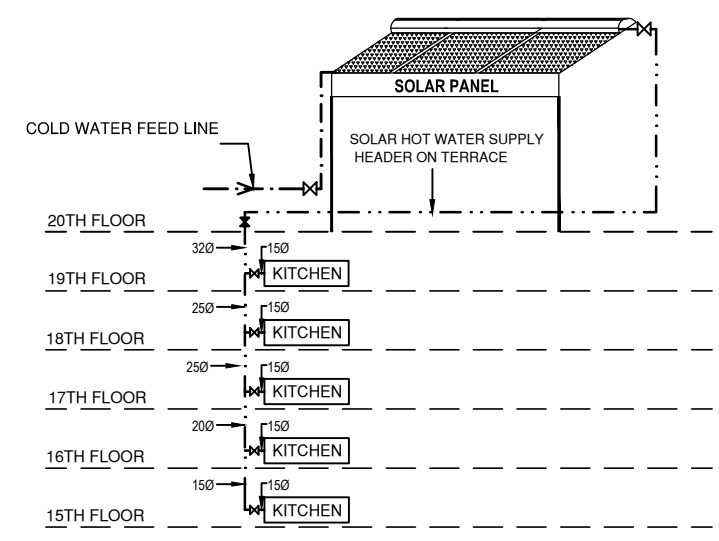 SOLAR PANEL
COLD WATER FEED LINE
SOLAR HOT WATER SUPPLY
HEADER ON TERRACE
20TH FLOOR
32Ø
15Ø
KITCHEN
19TH FLOOR
25Ø
15Ø
KITCHEN
18TH FLOOR
25Ø
15Ø
KITCHEN
17TH FLOOR
20Ø
15Ø
KITCHEN
16TH FLOOR
15Ø
15Ø
KITCHEN
15TH FLOOR